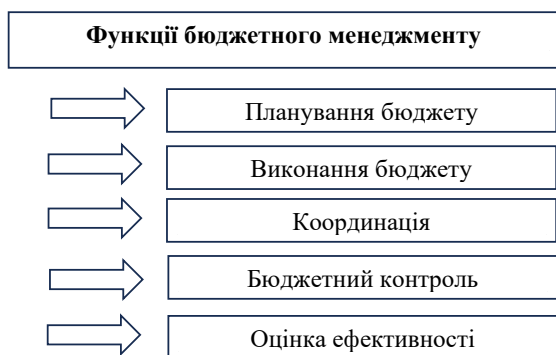 Функції бюджетного менеджменту
Планування бюджету
Виконання бюджету
Координація
Бюджетний контроль
Оцінка ефективності